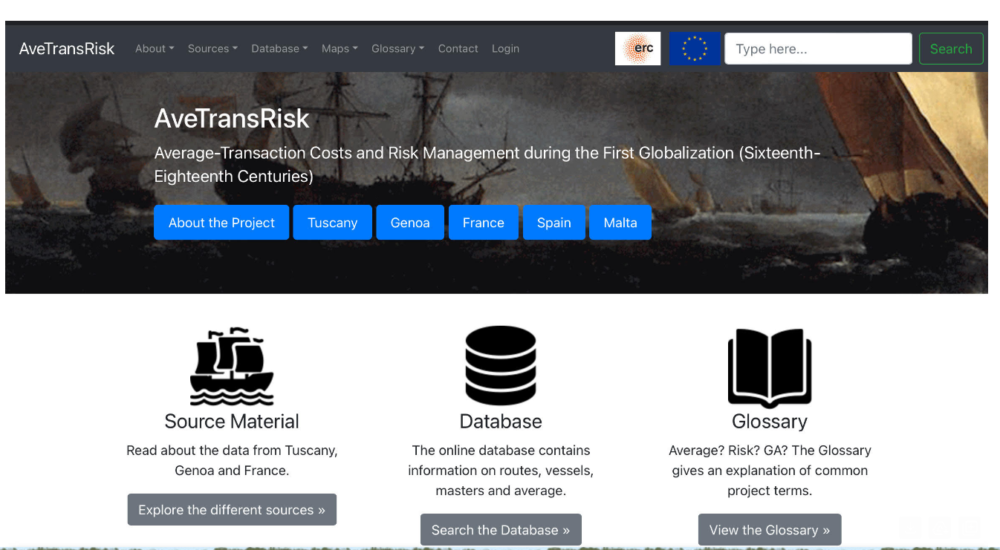 AveTransRisk About Sources Database Maps Glossary Contact Login erc Type here... Search
AveTransRisk
Average-Transaction Costs and Risk Management during the First Globalization (Sixteenth-
Eighteenth Centuries)
About the Project Tuscany Genoa France Spain Malta
Source Material
Read about the data from Tuscany,
Genoa and France.
Explore the different sources »
Database
The online database contains
information on routes, vessels,
masters and average.
Search the Database »
Glossary
Average? Risk? GA? The Glossary
gives an explanation of common
project terms.
View the Glossary »